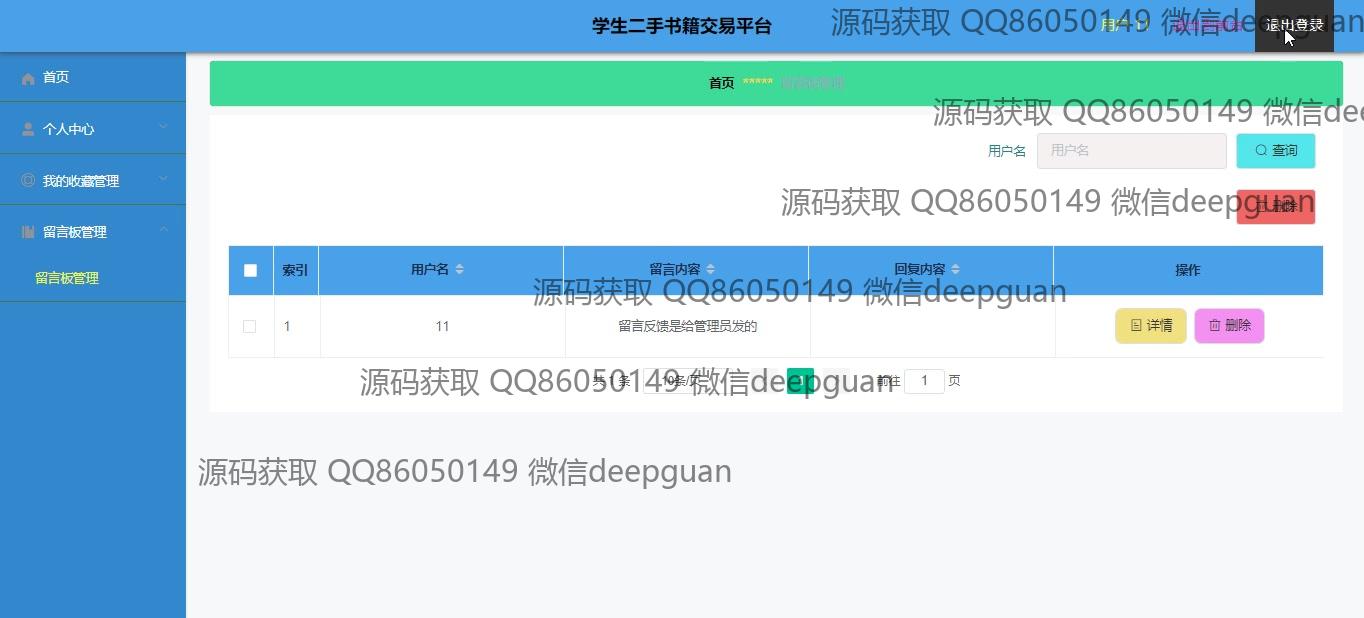 学生二手书籍交易平台
源码获取 QQ86050149 微信deepguan
用户 11
退出登录
首页
个人中心
我的收藏管理
留言板管理
留言板管理
首页 *****
源码获取 QQ86050149 微信dee
用户名 用户名 查询
源码获取 QQ86050149 微信deepguan
删除
索引 用户名 留言内容 回复内容 操作
源码获取 QQ86050149 微信deepguan
1 11 留言反馈是给管理员发的 详情 删除
共 1 条 10条/页 1 前往 1 页
源码获取 QQ86050149 微信deepguan
源码获取 QQ86050149 微信deepguan